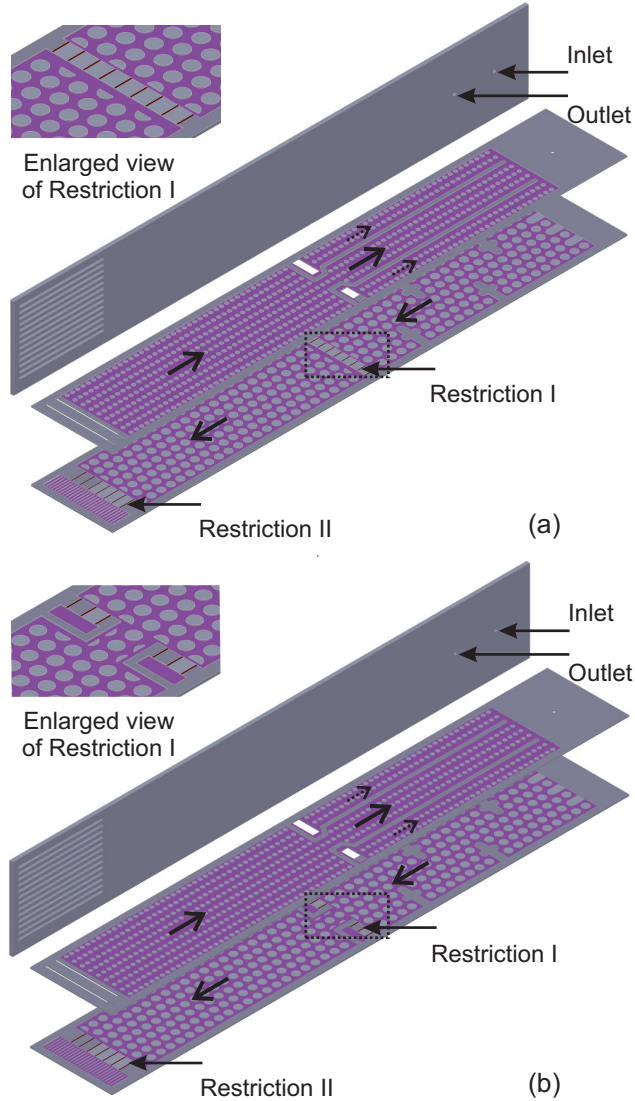 Inlet
Outlet
Enlarged view
of Restriction I
Restriction I
Restriction II
(a)
Inlet
Outlet
Enlarged view
of Restriction I
Restriction I
Restriction II
(b)